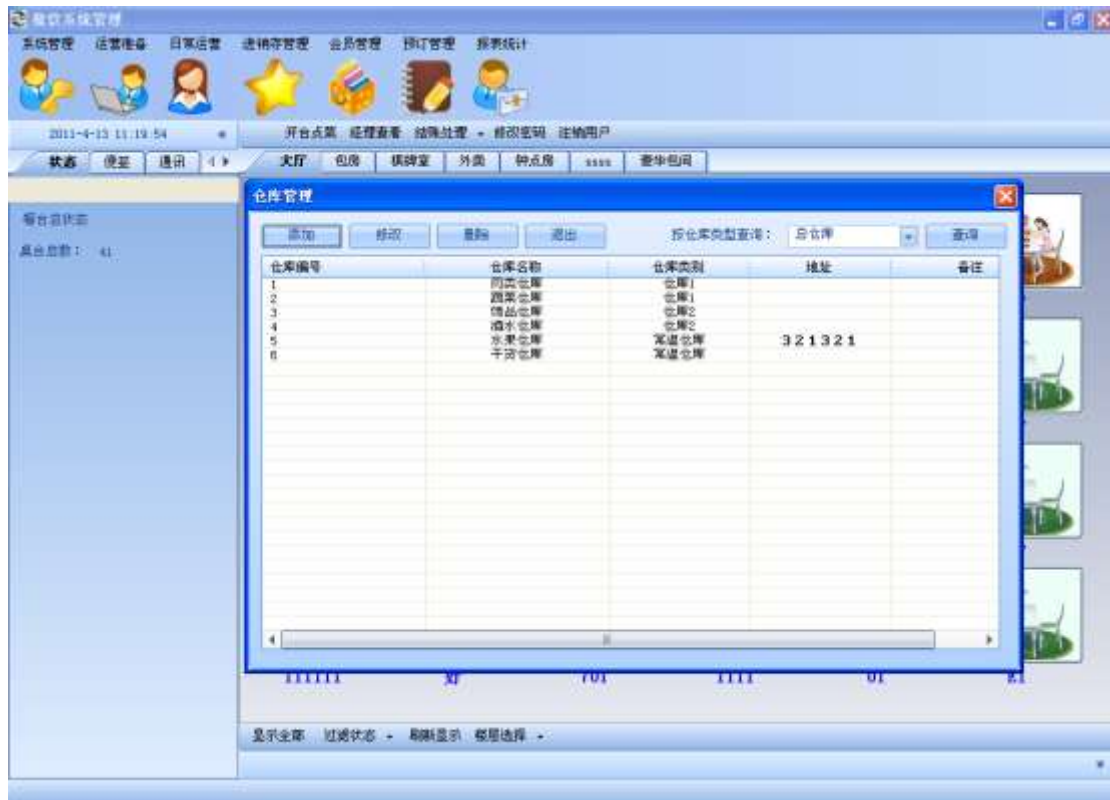 餐饮系统管理
系统管理 运营准备 日常运营 进销存管理 会员管理 预订管理 报表统计
2011-4-13 11:19:54
开台点菜 经理查看 结账处理 修改密码 注销用户
状态 便签 通讯
大厅 包房 棋牌室 外卖 钟点房 ssss 豪华包间
仓库管理
餐台总状态
桌台总数: 41
添加 修改 删除 退出 按仓库类型查询: 总仓库 查询
仓库编号 仓库名称 仓库类别 地址 备注
1 肉类仓库 仓库1
2 蔬菜仓库 仓库1
3 仓库2
4 酒水仓库 仓库2
5 水果仓库 常温仓库 321321
6 干货仓库 常温仓库
111111 好 701 1111 01
显示全部 过滤状态 刷新显示 楼层选择